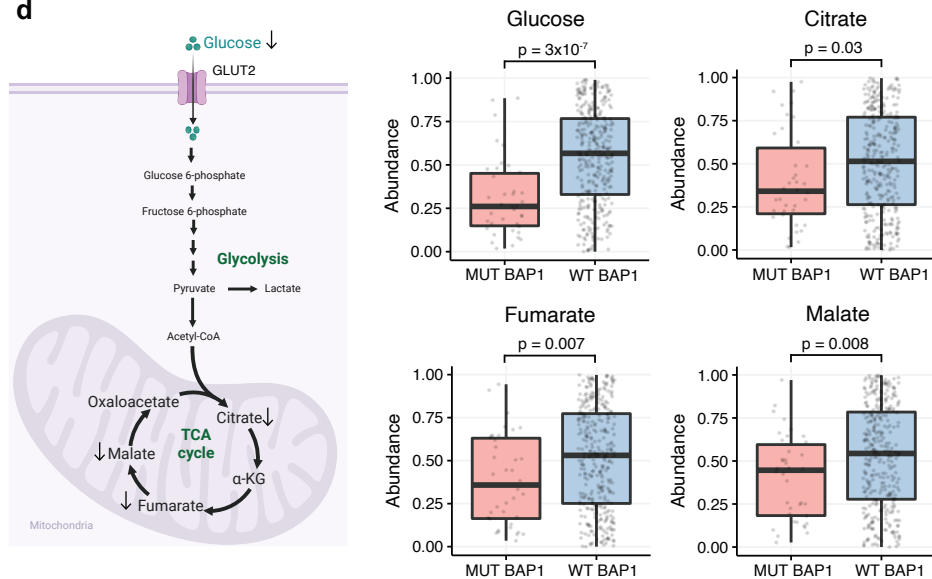 d
Glucose ↓
GLUT2
Glucose 6-phosphate
Fructose 6-phosphate
Glycolysis
Pyruvate → Lactate
Acetyl-CoA
Oxaloacetate
Citrate↓
TCA
cycle
↓ Malate
α-KG
↓ Fumarate
Mitochondria
Glucose
p = 3x10⁻⁷
Abundance
1.00
0.75
0.50
0.25
0.00
MUT BAP1 WT BAP1
Citrate
p = 0.03
Abundance
1.00
0.75
0.50
0.25
0.00
MUT BAP1 WT BAP1
Fumarate
p = 0.007
Abundance
1.00
0.75
0.50
0.25
0.00
MUT BAP1 WT BAP1
Malate
p = 0.008
Abundance
1.00
0.75
0.50
0.25
0.00
MUT BAP1 WT BAP1